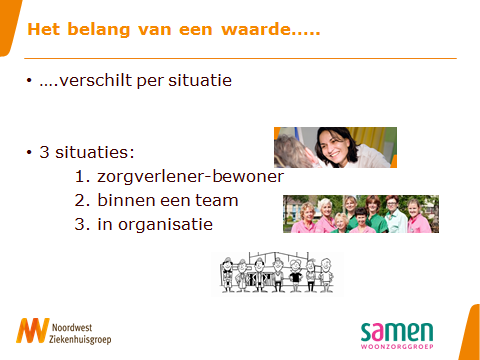 Het belang van een waarde.....
• ....verschilt per situatie
• 3 situaties:
1. zorgverlener-bewoner
2. binnen een team
3. in organisatie
Noordwest
Ziekenhuisgroep
samen
WOONZORGGROEP